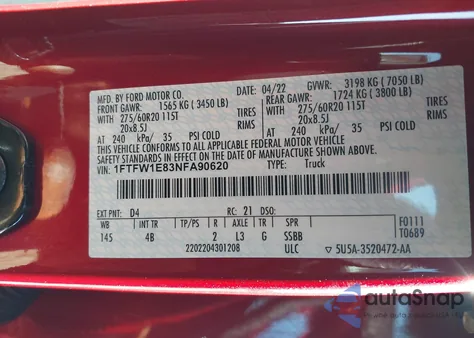 MFD. BY FORD MOTOR CO. 04/22 GVWR: 3198 KG ( 7050 LB)
FRONT GAWR: 1565 KG ( 3450 LB) REAR GAWR: 1724 KG ( 3800 LB)
WITH 275/60R20 115T TIRES WITH 275/60R20 115T TIRES
20x8.5J RIMS 20x8.5J RIMS
AT 240 kPa/ 35 PSI COLD AT 240 kPa/ 35 PSI COLD
THIS VEHICLE CONFORMS TO ALL APPLICABLE FEDERAL MOTOR VEHICLE
SAFETY STANDARDS IN EFFECT ON THE DATE OF MANUFACTURE SHOWN ABOVE.
VIN: 1FTFW1E83NFA90620 TYPE: Truck
EXT PNT: D4 RC: 21 DSO: F0111
T0689
WB TP/PS R AXLE TR SPR
145 4B 2 L3 G SSBB
2202204301208 ULC ▽ 5U5A-3520472-AA
autoSnap